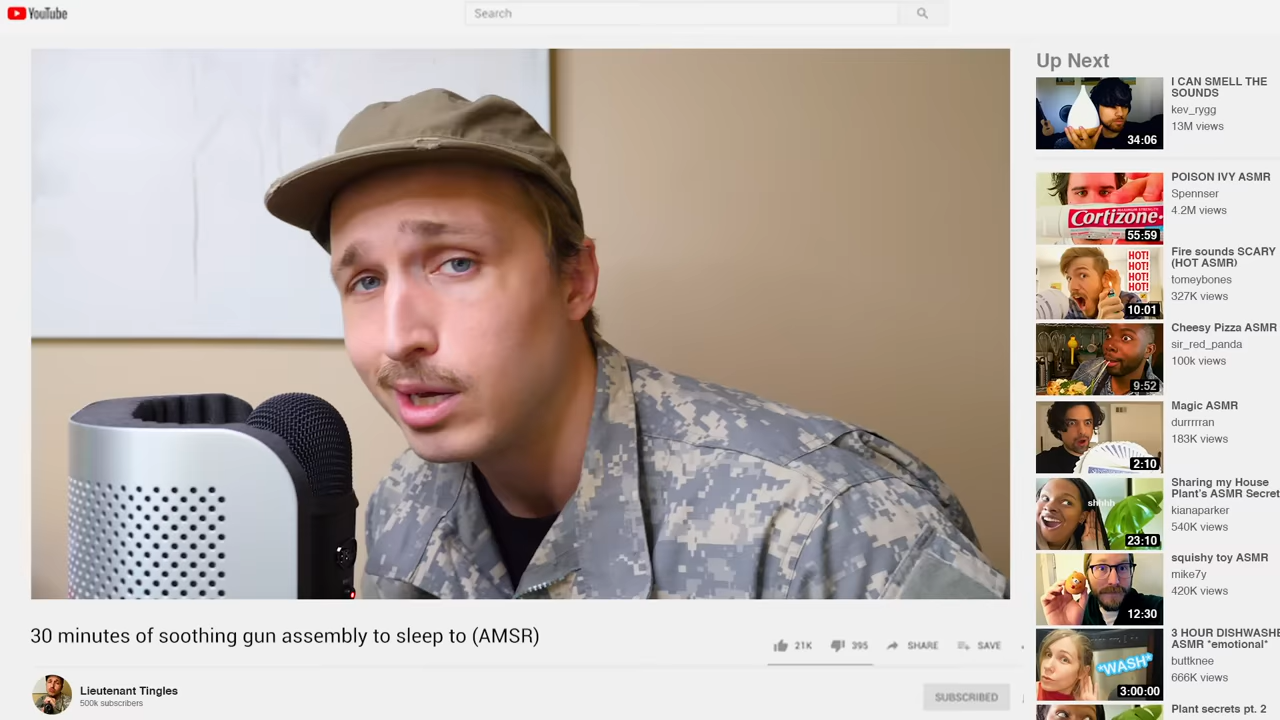 YouTube
Search
Up Next
I CAN SMELL THE
SOUNDS
kev_rygg
13M views
34:06
POISON IVY ASMR
Spennser
4.2M views
MAXIMUM STRENGTH
Cortizone
55:59
Fire sounds SCARY
(HOT ASMR)
tomeybones
327K views
HOT!
HOT!
HOT!
HOT!
10:01
Cheesy Pizza ASMR
sir_red_panda
100k views
9:52
Magic ASMR
durrrrran
183K views
2:10
Sharing my House
Plant's ASMR Secret
kianaparker
540K views
shhhh
23:10
squishy toy ASMR
mike7y
420K views
12:30
3 HOUR DISHWASHE
ASMR *emotional*
buttknee
666K views
*WASH*
3:00:00
Plant secrets pt. 2
30 minutes of soothing gun assembly to sleep to (AMSR)
21K
395
SHARE
SAVE
Lieutenant Tingles
500k subscribers
SUBSCRIBED